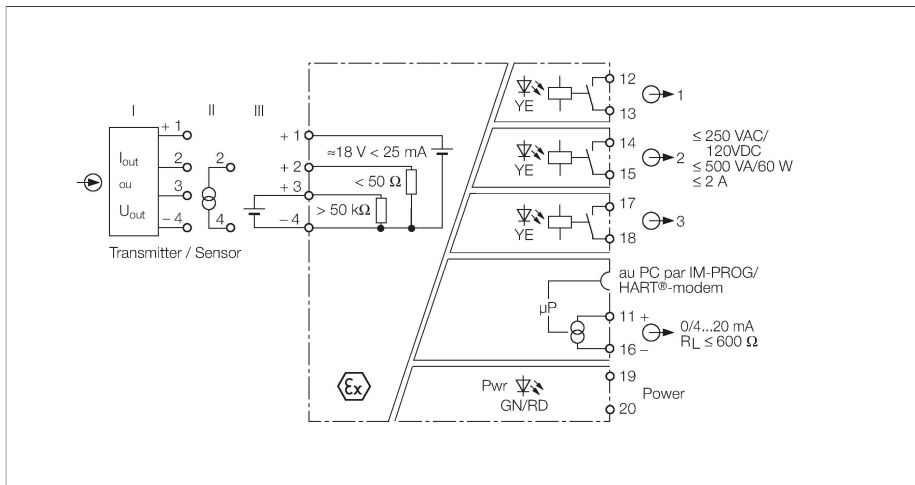 I II III
+ 1
2
3
– 4
I out
ou
U out
2
4
Transmitter / Sensor
+ 1
+ 2
+ 3
– 4
≈18 V < 25 mA
< 50 Ω
> 50 kΩ
Ex
YE
12
13
1
YE
14
15
2
≤ 250 VAC/
120VDC
≤ 500 VA/60 W
≤ 2 A
YE
17
18
3
au PC par IM-PROG/
HART®-modem
µP
11 +
16 –
0/4...20 mA
RL ≤ 600 Ω
Pwr
GN/RD
19
20
Power